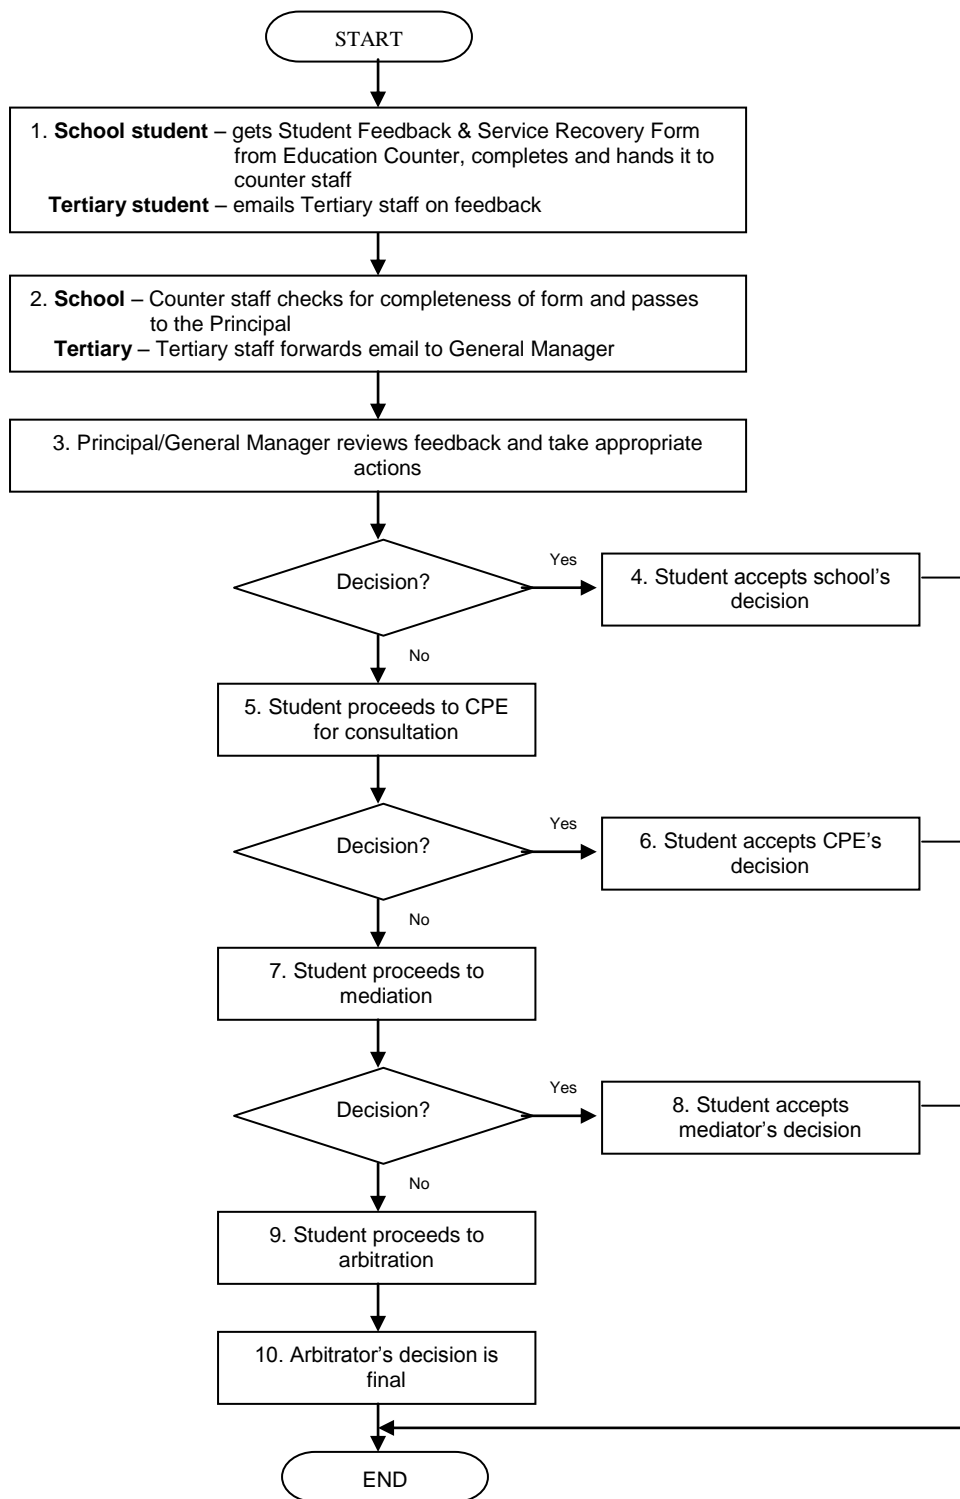 START
1. School student – gets Student Feedback & Service Recovery Form
from Education Counter, completes and hands it to
counter staff
Tertiary student – emails Tertiary staff on feedback
2. School – Counter staff checks for completeness of form and passes
to the Principal
Tertiary – Tertiary staff forwards email to General Manager
3. Principal/General Manager reviews feedback and take appropriate
actions
Decision?
Yes
4. Student accepts school's
decision
No
5. Student proceeds to CPE
for consultation
Decision?
Yes
6. Student accepts CPE's
decision
No
7. Student proceeds to
mediation
Decision?
Yes
8. Student accepts
mediator's decision
No
9. Student proceeds to
arbitration
10. Arbitrator's decision is
final
END